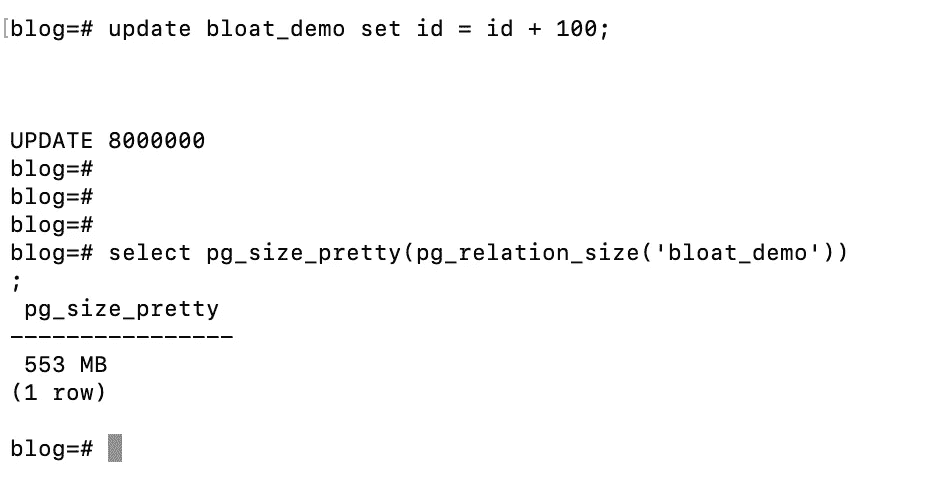 [blog=# update bloat_demo set id = id + 100;
UPDATE 8000000
blog=#
blog=#
blog=#
blog=# select pg_size_pretty(pg_relation_size('bloat_demo'))
;
pg_size_pretty
----------------
553 MB
(1 row)
blog=#